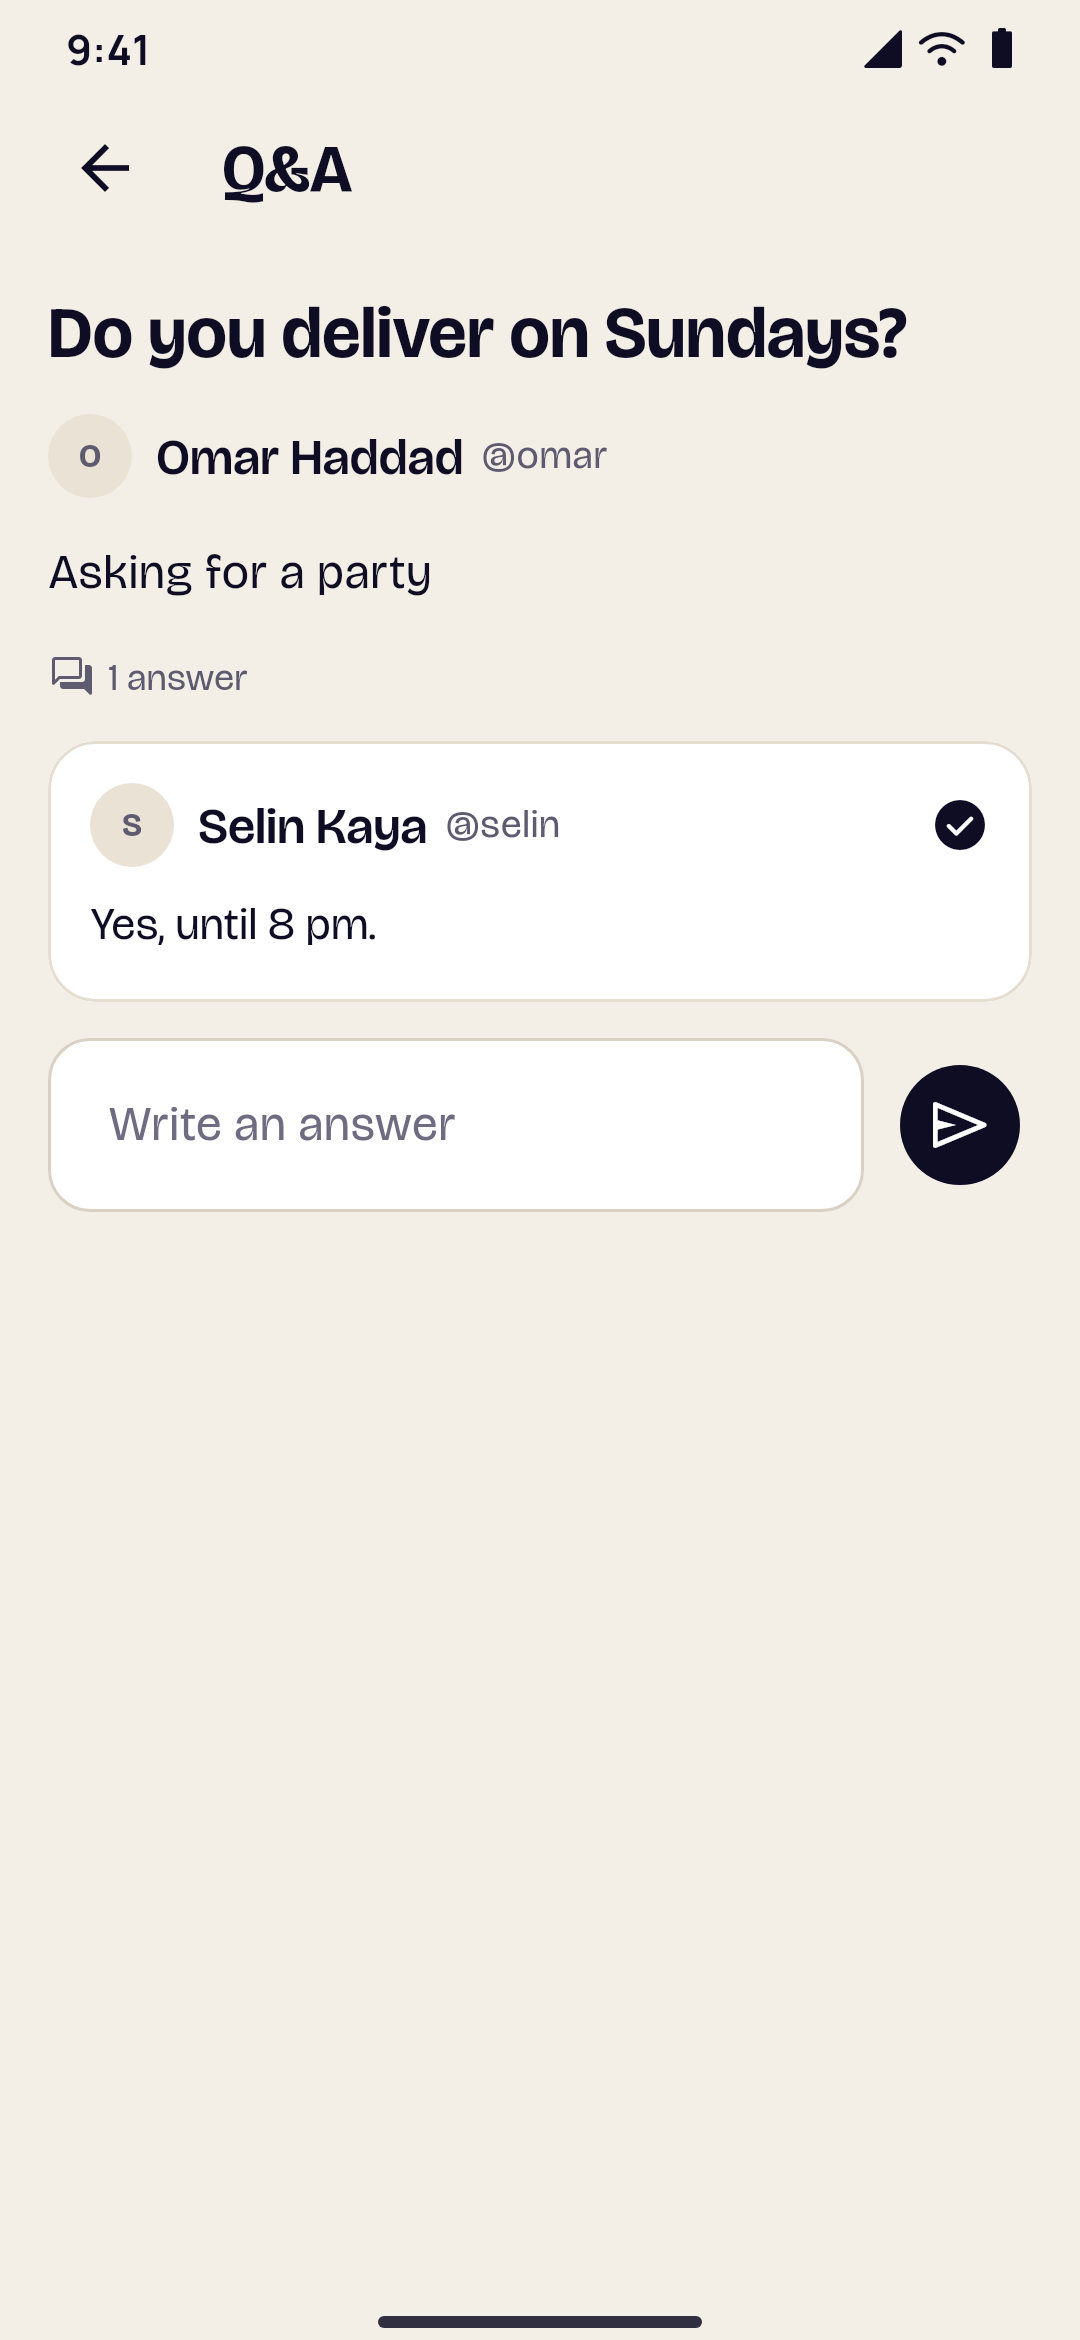 9:41
Q&A
Do you deliver on Sundays?
O
Omar Haddad @omar
Asking for a party
1 answer
S
Selin Kaya @selin
Yes, until 8 pm.
Write an answer